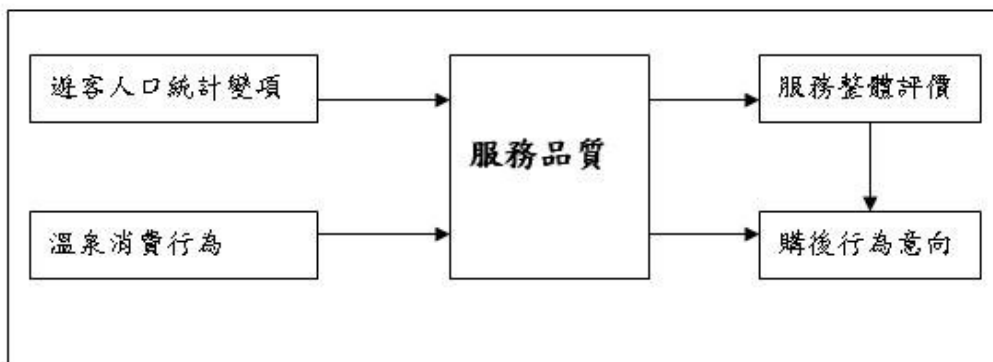 遊客人口統計變項
服務整體評價
服務品質
溫泉消費行為
購後行為意向